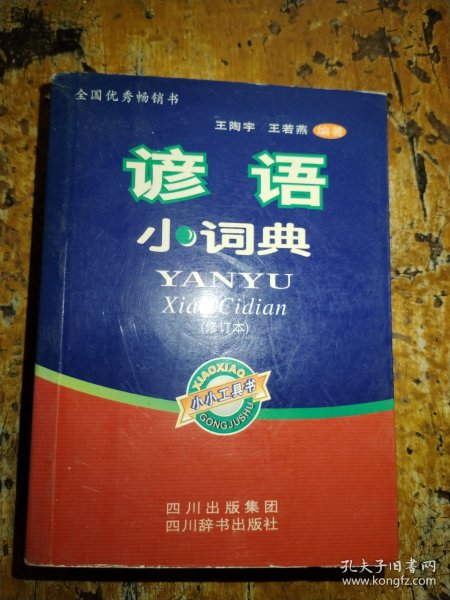 全国优秀畅销书
王陶宇 王若燕 编著
谚语
小词典
YANYU
Xiao Cidian
(修订本)
XIAOXIAO
小小工具书
GONGJUSHU
四川出版集团
四川辞书出版社
孔夫子旧书网
www.kongfz.com